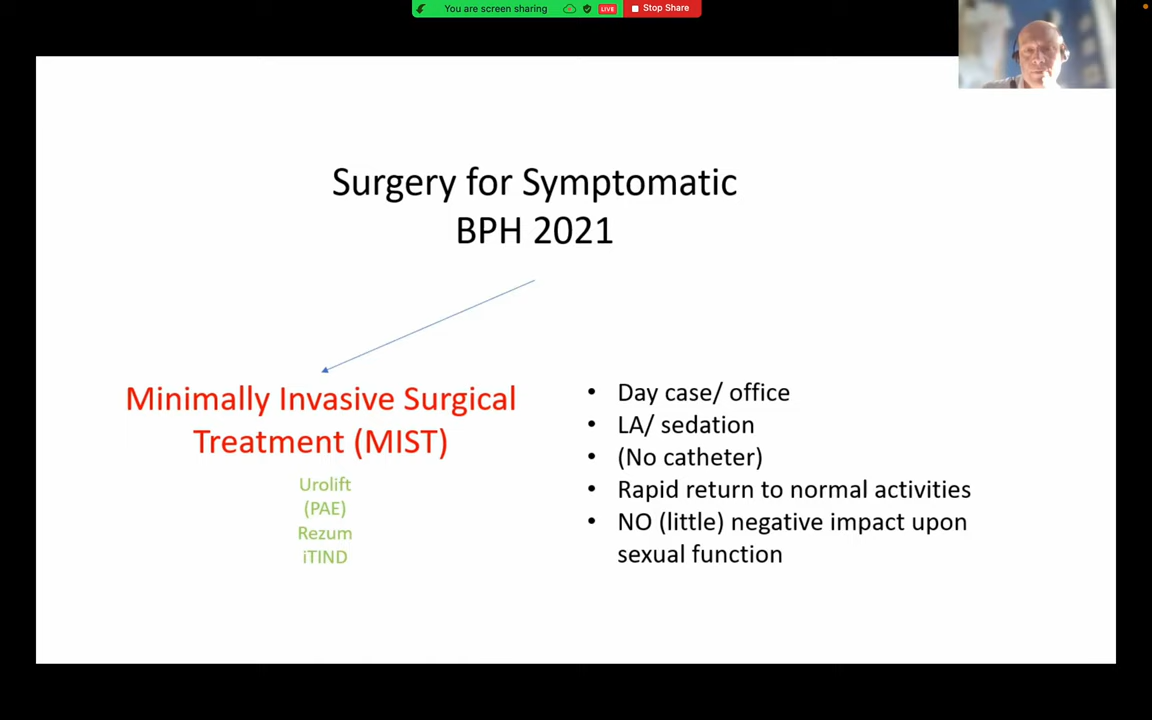 You are screen sharing
LIVE
Stop Share
Surgery for Symptomatic
BPH 2021
Minimally Invasive Surgical
Treatment (MIST)
Urolift
(PAE)
Rezum
iTIND
• Day case/ office
• LA/ sedation
• (No catheter)
• Rapid return to normal activities
• NO (little) negative impact upon
sexual function